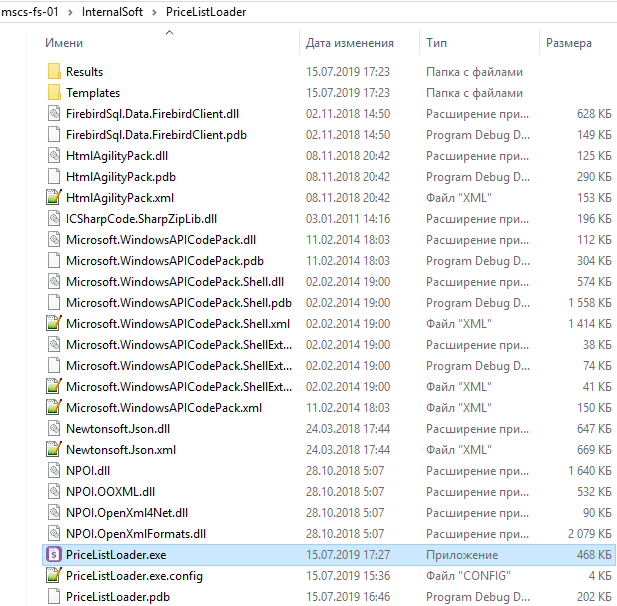 mscs-fs-01 > InternalSoft > PriceListLoader
Имени Дата изменения Тип Размера
Results 15.07.2019 17:23 Папка с файлами
Templates 15.07.2019 17:23 Папка с файлами
FirebirdSql.Data.FirebirdClient.dll 02.11.2018 14:50 Расширение при... 628 КБ
FirebirdSql.Data.FirebirdClient.pdb 02.11.2018 14:50 Program Debug D... 149 КБ
HtmlAgilityPack.dll 08.11.2018 20:42 Расширение при... 125 КБ
HtmlAgilityPack.pdb 08.11.2018 20:42 Program Debug D... 290 КБ
HtmlAgilityPack.xml 08.11.2018 20:42 Файл "XML" 153 КБ
ICSharpCode.SharpZipLib.dll 03.01.2011 14:16 Расширение при... 196 КБ
Microsoft.WindowsAPICodePack.dll 11.02.2014 18:03 Расширение при... 112 КБ
Microsoft.WindowsAPICodePack.pdb 11.02.2014 18:03 Program Debug D... 304 КБ
Microsoft.WindowsAPICodePack.Shell.dll 02.02.2014 19:00 Расширение при... 574 КБ
Microsoft.WindowsAPICodePack.Shell.pdb 02.02.2014 19:00 Program Debug D... 1 558 КБ
Microsoft.WindowsAPICodePack.Shell.xml 02.02.2014 19:00 Файл "XML" 1 414 КБ
Microsoft.WindowsAPICodePack.ShellExt... 02.02.2014 19:00 Расширение при... 38 КБ
Microsoft.WindowsAPICodePack.ShellExt... 02.02.2014 19:00 Program Debug D... 74 КБ
Microsoft.WindowsAPICodePack.ShellExt... 02.02.2014 19:00 Файл "XML" 41 КБ
Microsoft.WindowsAPICodePack.xml 11.02.2014 18:03 Файл "XML" 150 КБ
Newtonsoft.Json.dll 24.03.2018 17:44 Расширение при... 647 КБ
Newtonsoft.Json.xml 24.03.2018 17:44 Файл "XML" 669 КБ
NPOI.dll 28.10.2018 5:07 Расширение при... 1 640 КБ
NPOI.OOXML.dll 28.10.2018 5:07 Расширение при... 532 КБ
NPOI.OpenXml4Net.dll 28.10.2018 5:07 Расширение при... 90 КБ
NPOI.OpenXmlFormats.dll 28.10.2018 5:07 Расширение при... 2 079 КБ
PriceListLoader.exe 15.07.2019 17:27 Приложение 468 КБ
PriceListLoader.exe.config 15.07.2019 15:36 Файл "CONFIG" 4 КБ
PriceListLoader.pdb 15.07.2019 16:46 Program Debug D... 202 КБ